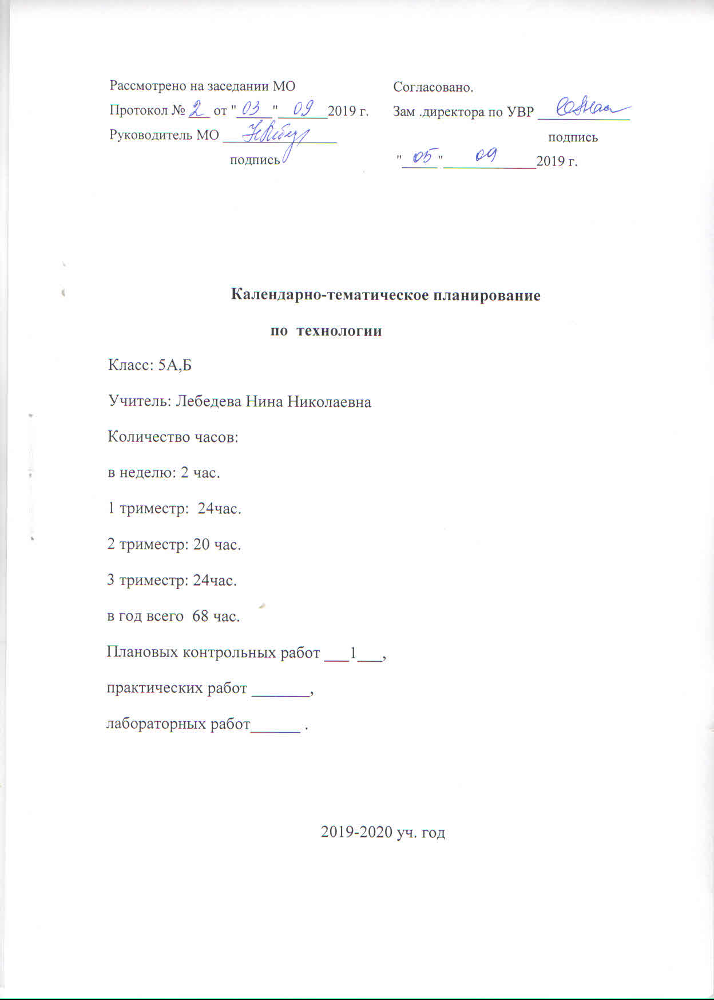 Рассмотрено на заседании МО
Протокол № 2 от "03" 09 2019 г.
Руководитель МО
подпись
Согласовано.
Зам .директора по УВР
подпись
"05" 09 2019 г.
Календарно-тематическое планирование
по технологии
Класс: 5А,Б
Учитель: Лебедева Нина Николаевна
Количество часов:
в неделю: 2 час.
1 триместр: 24час.
2 триместр: 20 час.
3 триместр: 24час.
в год всего 68 час.
Плановых контрольных работ ___1___,
практических работ _______,
лабораторных работ______ .
2019-2020 уч. год